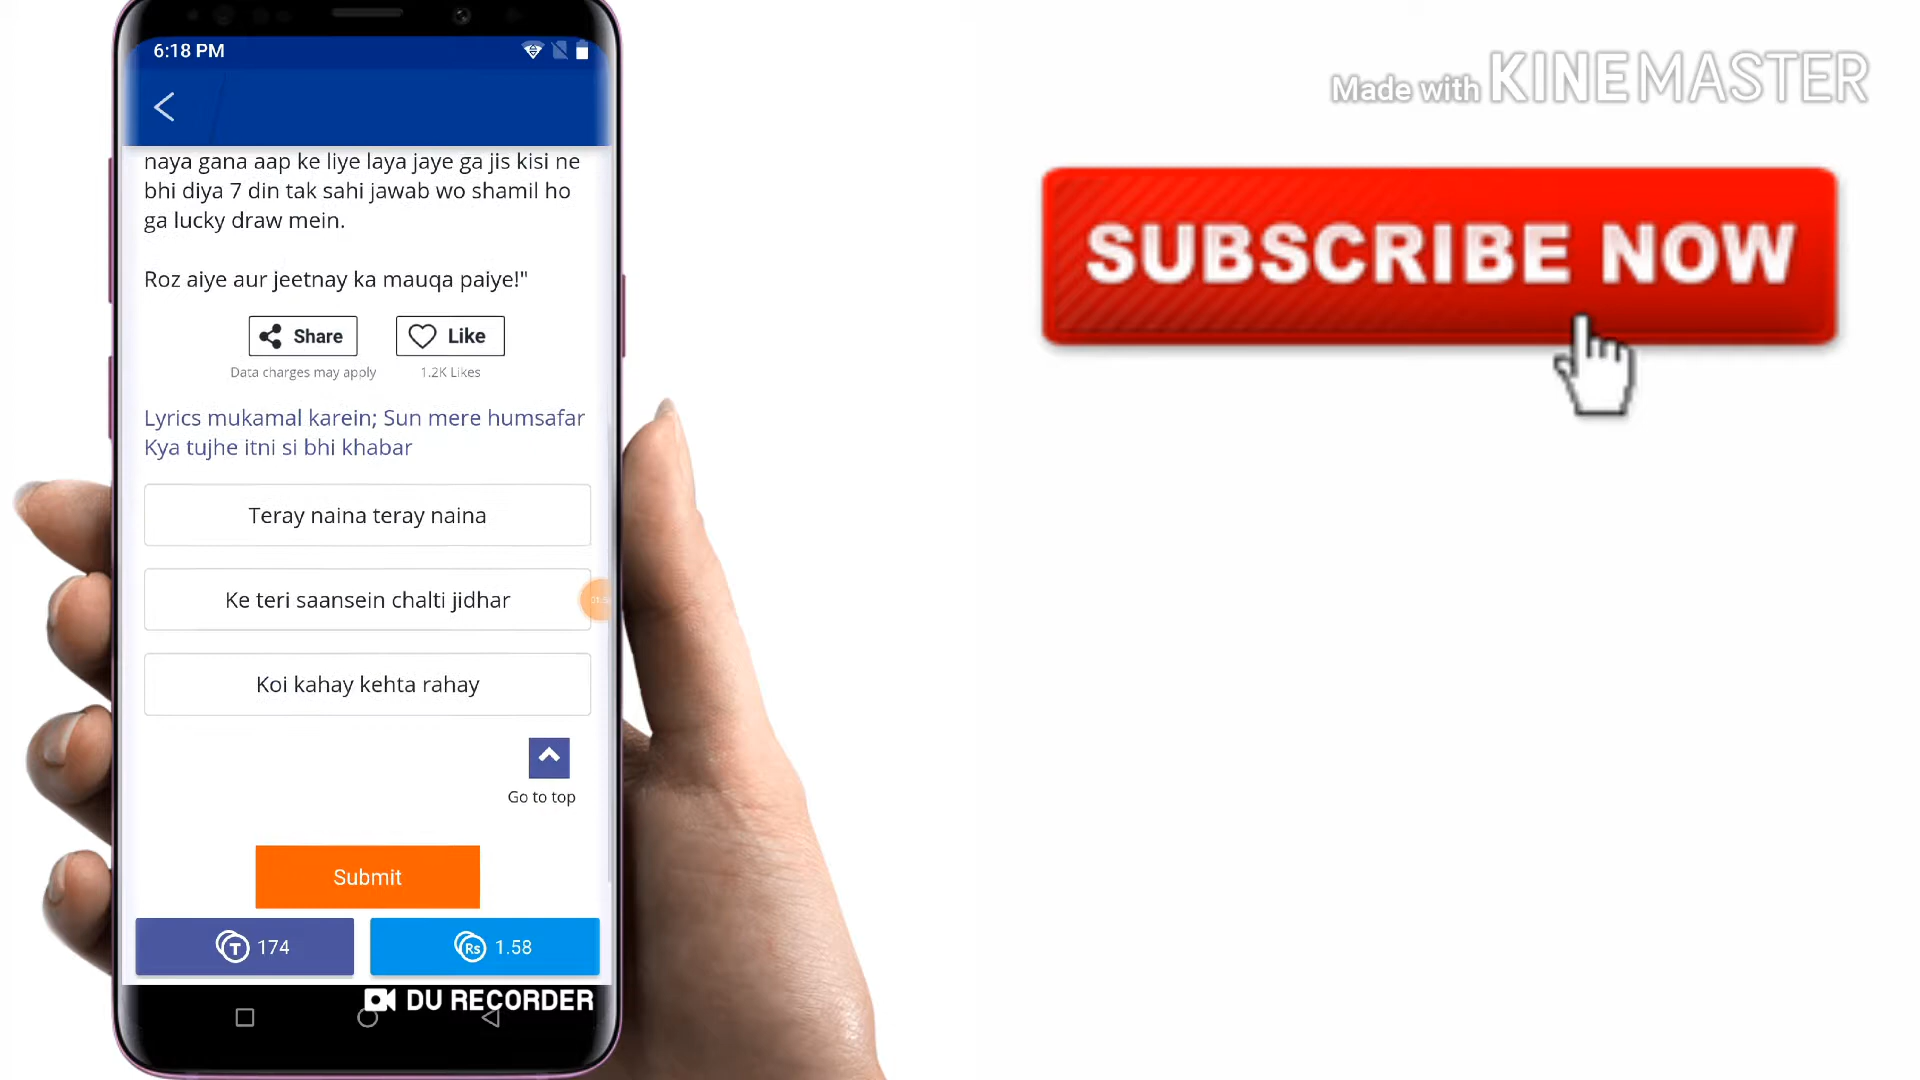 6:18 PM
naya gana aap ke liye laya jaye ga jis kisi ne
bhi diya 7 din tak sahi jawab wo shamil ho
ga lucky draw mein.
Roz aiye aur jeetnay ka mauqa paiye!"
Share
Like
Data charges may apply
1.2K Likes
Lyrics mukamal karein; Sun mere humsafar
Kya tujhe itni si bhi khabar
Teray naina teray naina
Ke teri saansein chalti jidhar
Koi kahay kehta rahay
Go to top
Submit
T 174
Rs 1.58
DU RECORDER
Made with KINEMASTER
SUBSCRIBE NOW